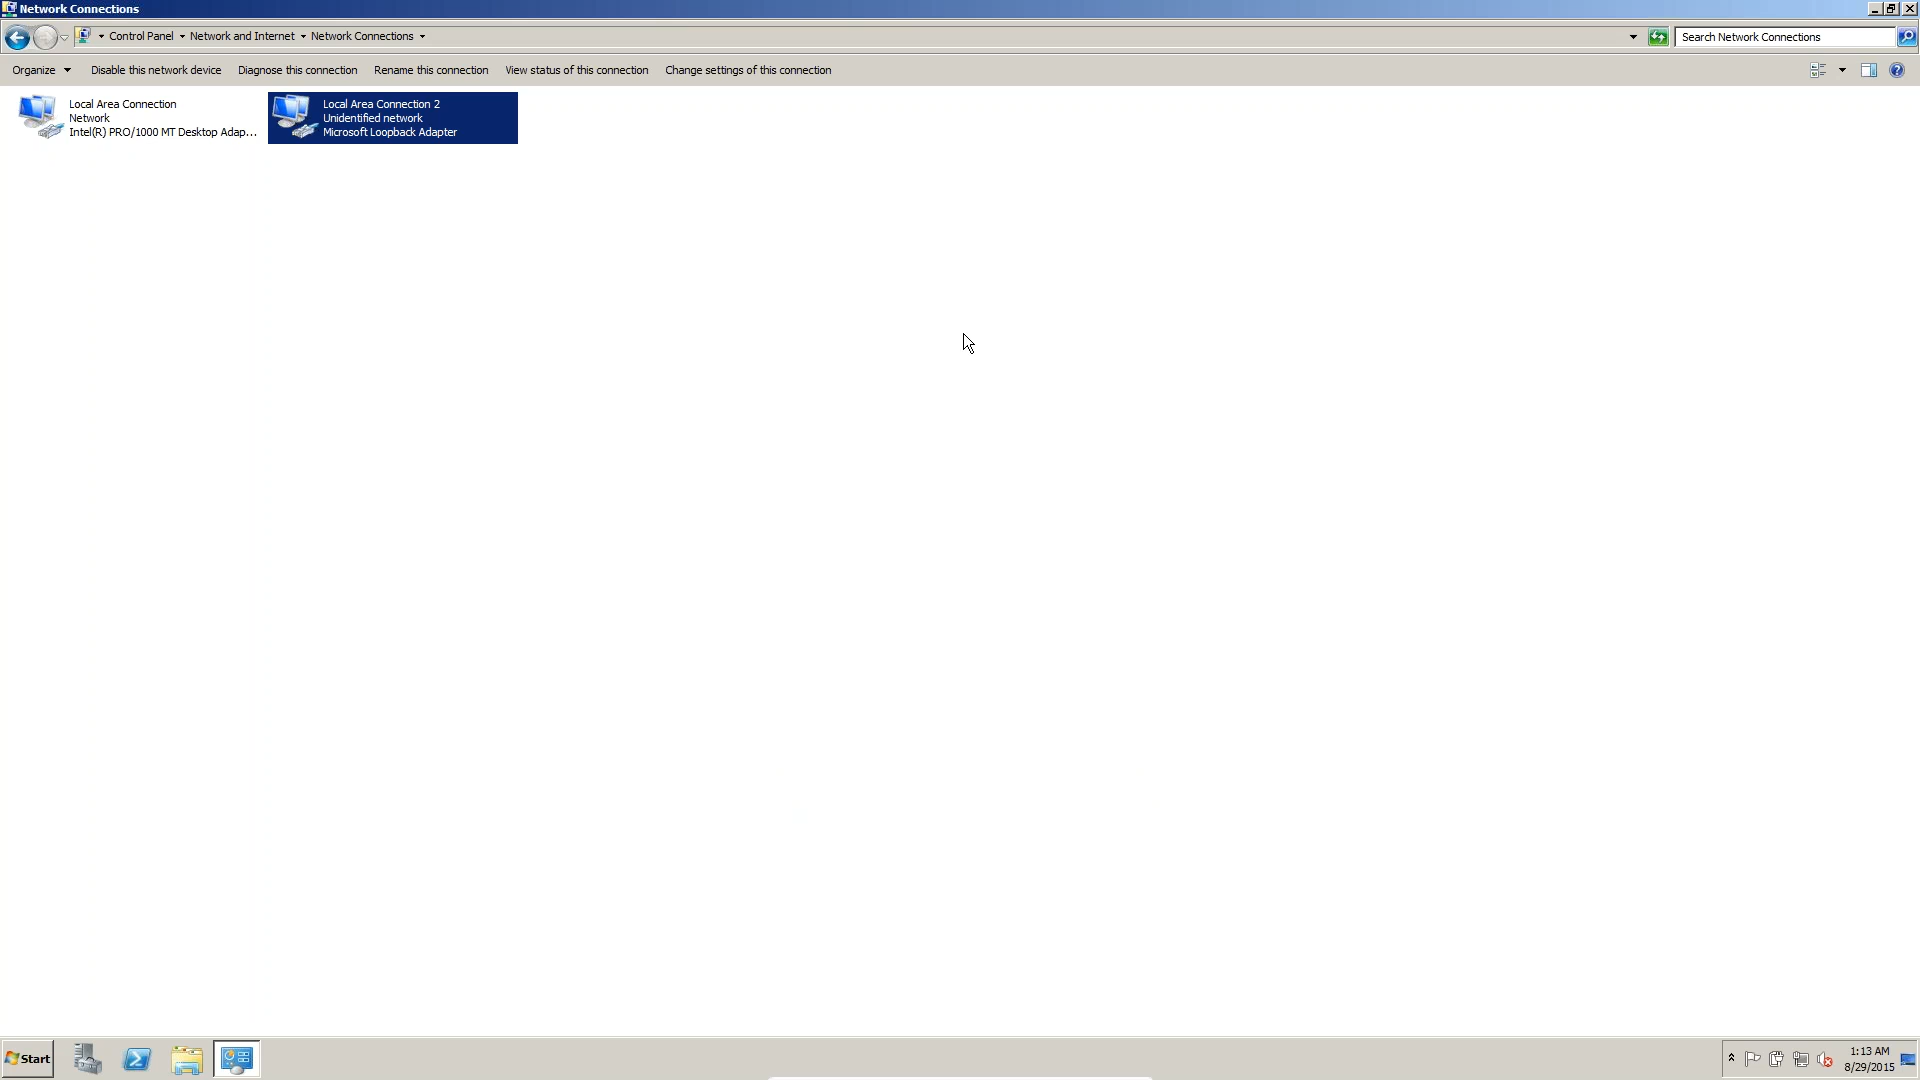 Network Connections
Control Panel Network and Internet Network Connections
Search Network Connections
Organize Disable this network device Diagnose this connection Rename this connection View status of this connection Change settings of this connection
Local Area Connection
Network
Intel(R) PRO/1000 MT Desktop Adap...
Local Area Connection 2
Unidentified network
Microsoft Loopback Adapter
Start
1:13 AM
8/29/2015